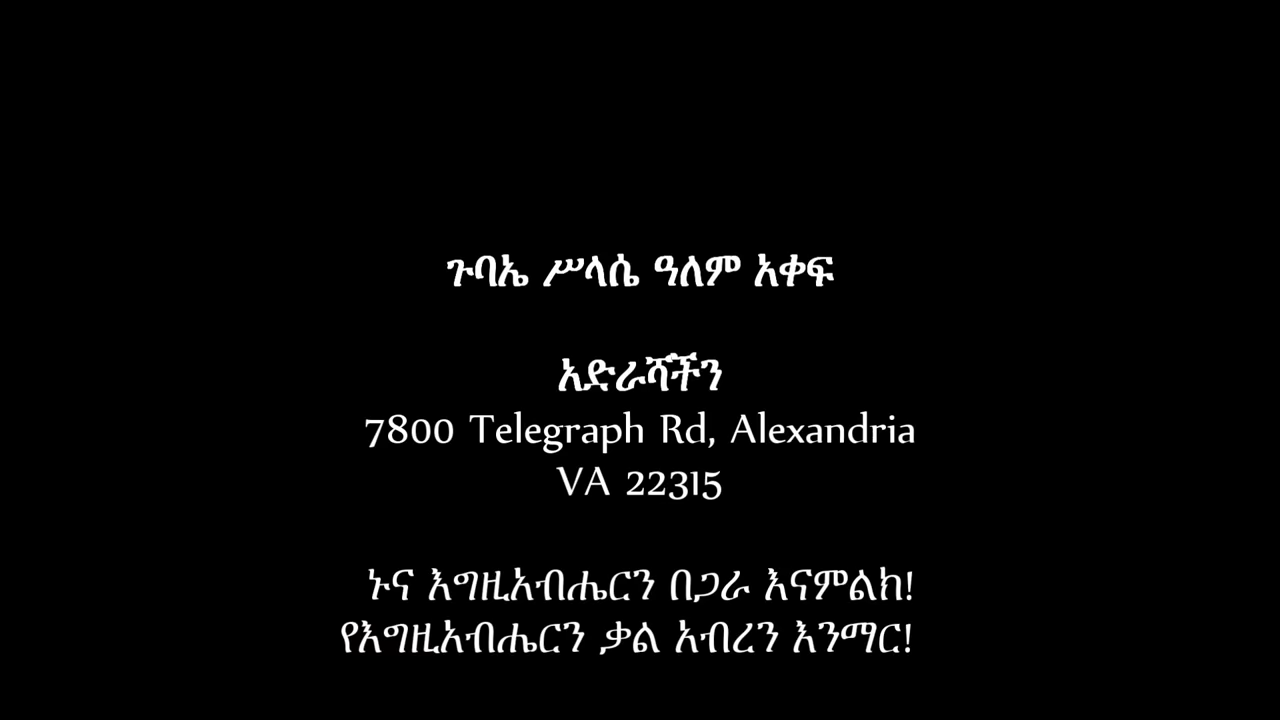 ጉባኤ ሥላሴ ዓለም አቀፍ
አድራሻችን
7800 Telegraph Rd, Alexandria
VA 22315
ኑና እግዚአብሔርን በጋራ እናምልክ!
የእግዚአብሔርን ቃል አብረን እንማር!